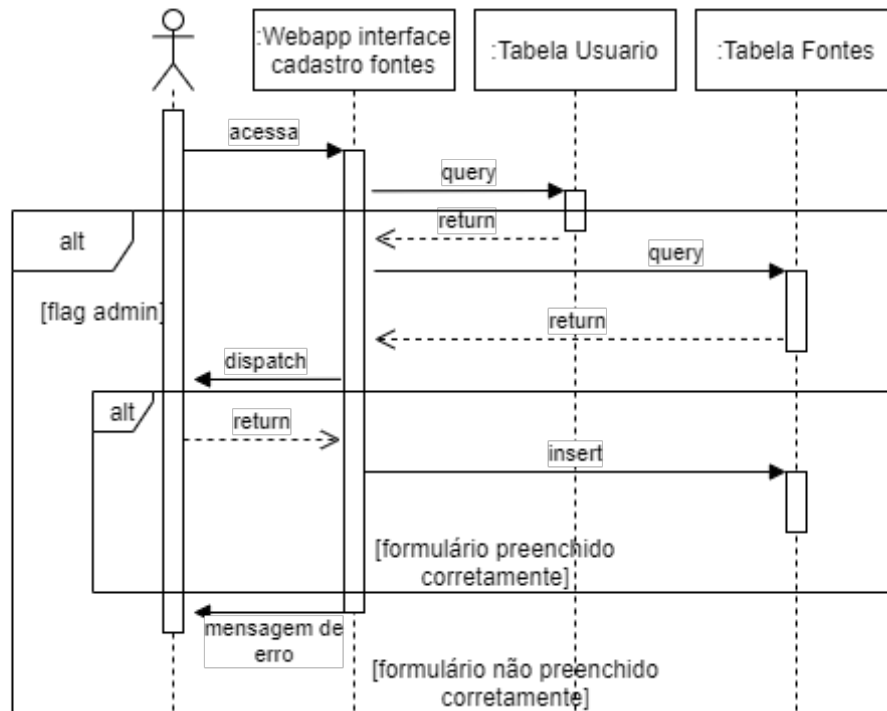 :Webapp interface
cadastro fontes
:Tabela Usuario
:Tabela Fontes
acessa
query
return
alt
query
[flag admin]
return
dispatch
alt
return
insert
[formulário preenchido
corretamente]
mensagem de
erro
[formulário não preenchido
corretamente]